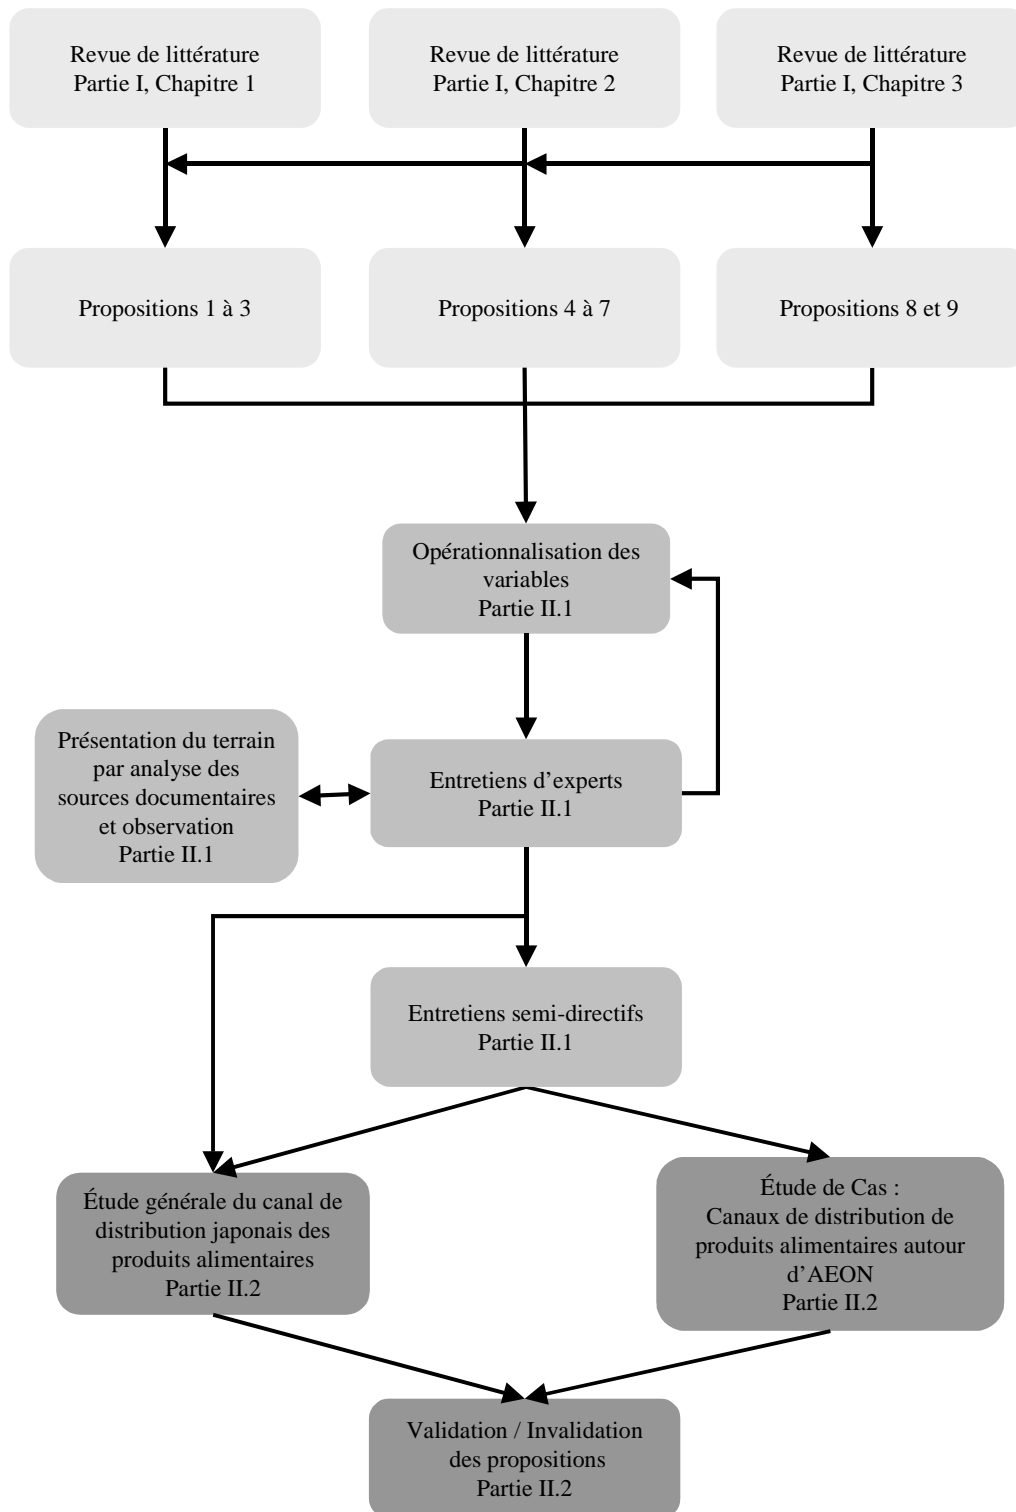 Revue de littérature
Partie I, Chapitre 1
Revue de littérature
Partie I, Chapitre 2
Revue de littérature
Partie I, Chapitre 3
Propositions 1 à 3
Propositions 4 à 7
Propositions 8 et 9
Opérationnalisation des
variables
Partie II.1
Présentation du terrain
par analyse des
sources documentaires
et observation
Partie II.1
Entretiens d’experts
Partie II.1
Entretiens semi-directifs
Partie II.1
Étude générale du canal de
distribution japonais des
produits alimentaires
Partie II.2
Étude de Cas :
Canaux de distribution de
produits alimentaires autour
d’AEON
Partie II.2
Validation / Invalidation
des propositions
Partie II.2